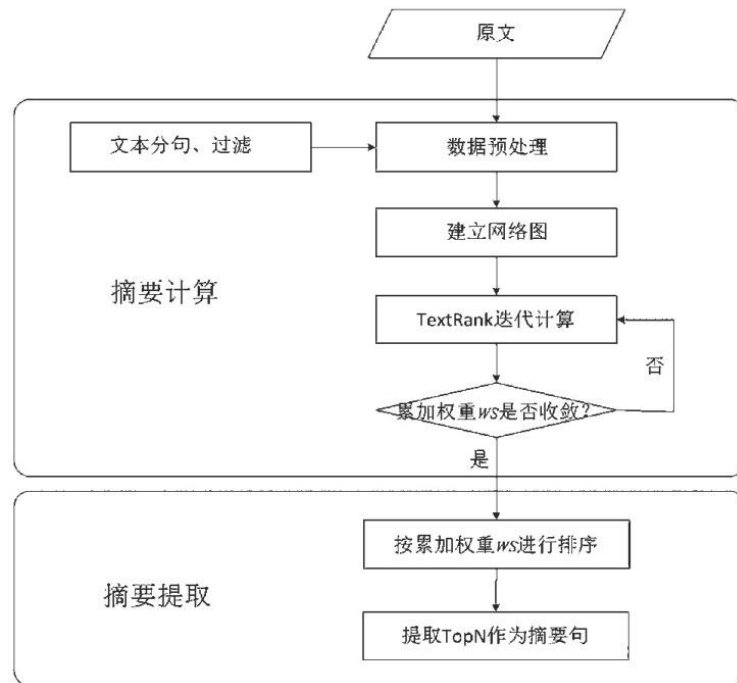 原文
文本分句、过滤
数据预处理
建立网络图
摘要计算
TextRank迭代计算
否
累加权重ws是否收敛?
是
按累加权重ws进行排序
摘要提取
提取TopN作为摘要句